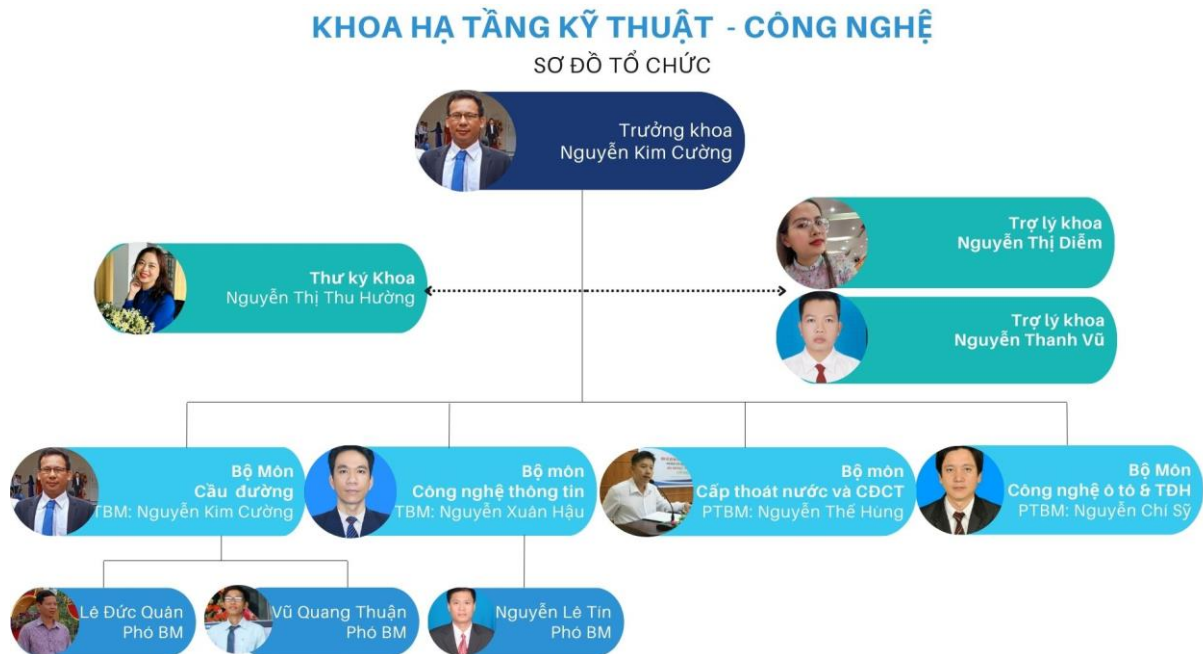 KHOA HẠ TẦNG KỸ THUẬT - CÔNG NGHỆ
SƠ ĐỒ TỔ CHỨC
Trưởng khoa
Nguyễn Kim Cường
Trợ lý khoa
Nguyễn Thị Diễm
Thư ký Khoa
Nguyễn Thị Thu Hường
Trợ lý khoa
Nguyễn Thanh Vũ
Bộ Môn
Cầu đường
TBM: Nguyễn Kim Cường
Bộ môn
Công nghệ thông tin
TBM: Nguyễn Xuân Hậu
Bộ môn
Cấp thoát nước và CĐCT
PTBM: Nguyễn Thế Hùng
Bộ Môn
Công nghệ ô tô & TĐH
PTBM: Nguyễn Chí Sỹ
Lê Đức Quân
Phó BM
Vũ Quang Thuận
Phó BM
Nguyễn Lê Tín
Phó BM